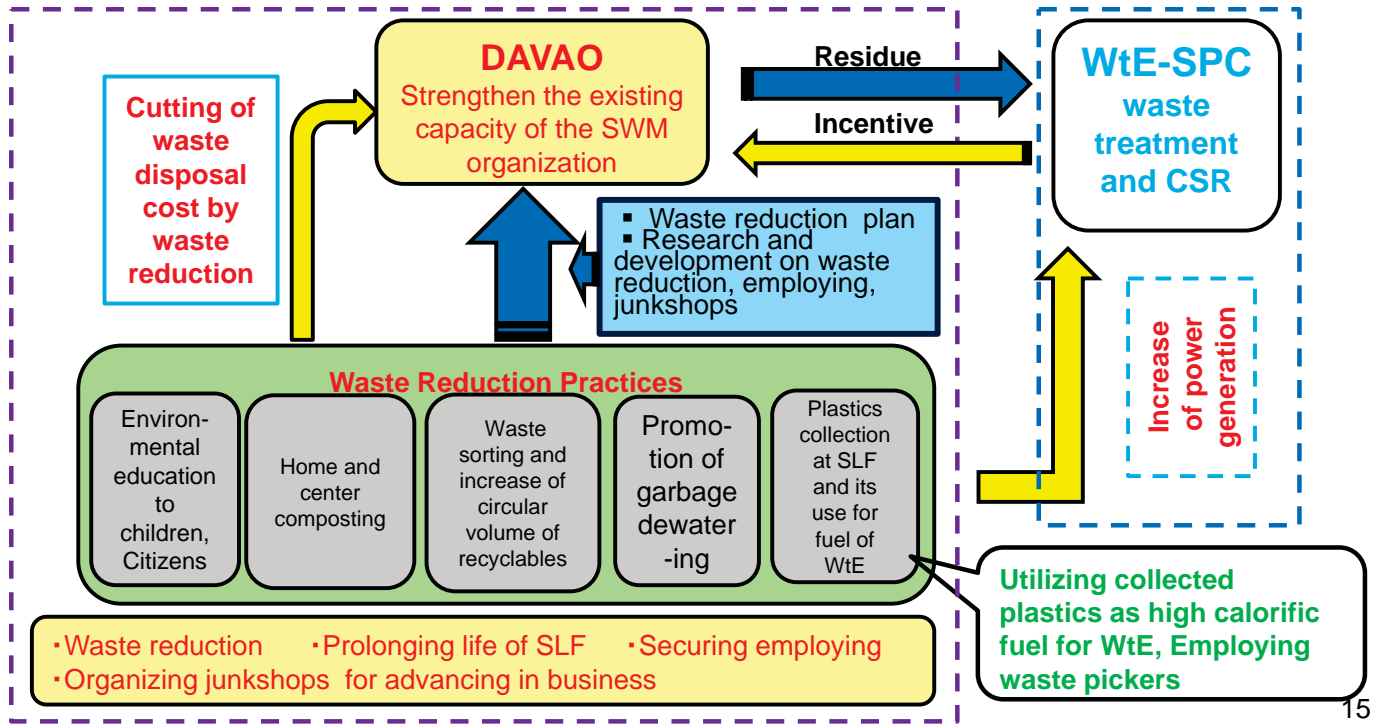 DAVAO
Strengthen the existing
capacity of the SWM
organization
Residue
Incentive
WtE-SPC
waste
treatment
and CSR
Cutting of
waste
disposal
cost by
waste
reduction
▪ Waste reduction plan
▪ Research and
development on waste
reduction, employing,
junkshops
Increase
of power
generation
Waste Reduction Practices
Environ-
mental
education
to
children,
Citizens
Home and
center
composting
Waste
sorting and
increase of
circular
volume of
recyclables
Promo-
tion of
garbage
dewater
-ing
Plastics
collection
at SLF
and its
use for
fuel of
WtE
Utilizing collected
plastics as high calorific
fuel for WtE, Employing
waste pickers
・Waste reduction ・Prolonging life of SLF ・Securing employing
・Organizing junkshops for advancing in business
15